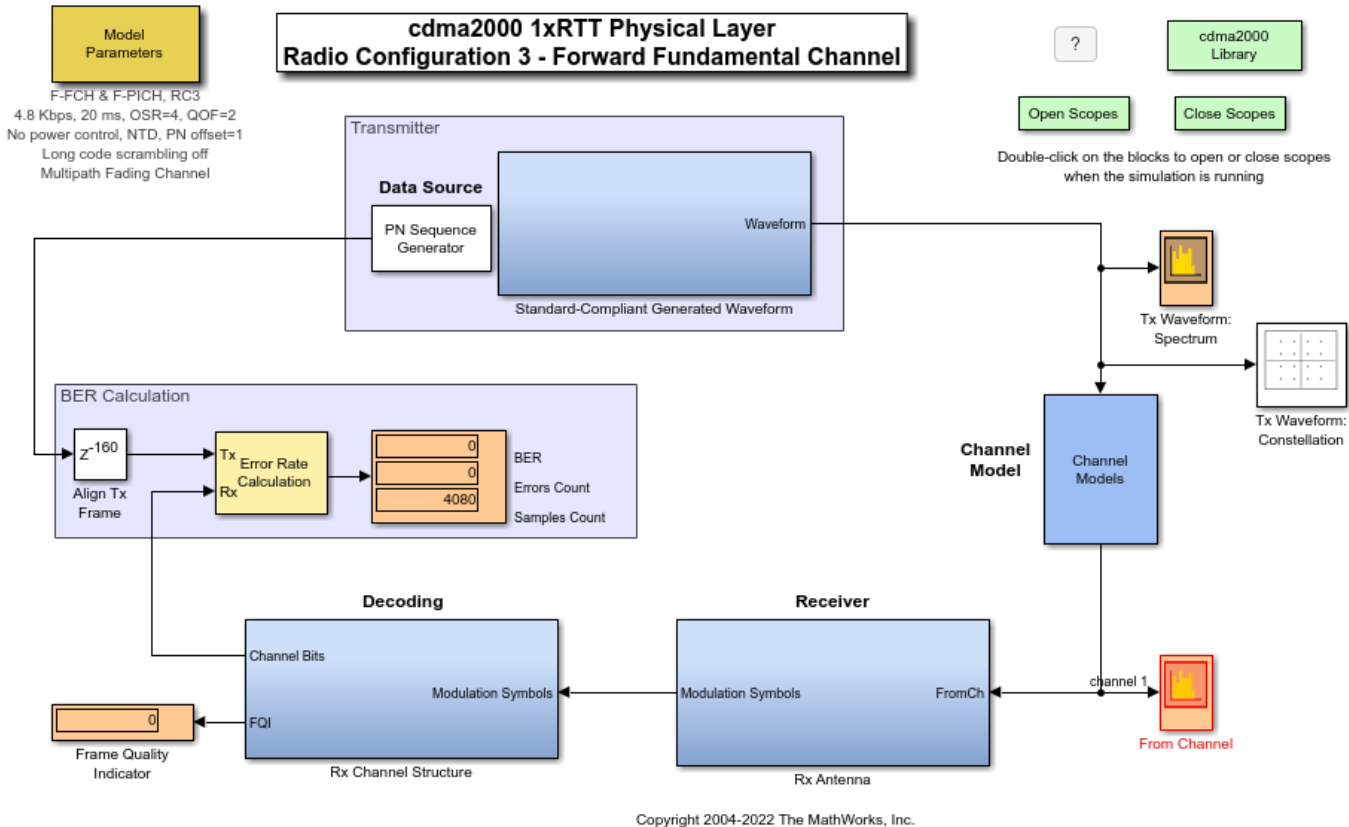 Model
Parameters
cdma2000 1xRTT Physical Layer
Radio Configuration 3 - Forward Fundamental Channel
?
cdma2000
Library
F-FCH & F-PICH, RC3
4.8 Kbps, 20 ms, OSR=4, QOF=2
No power control, NTD, PN offset=1
Long code scrambling off
Multipath Fading Channel
Open Scopes
Close Scopes
Double-click on the blocks to open or close scopes
when the simulation is running
Transmitter
Data Source
PN Sequence
Generator
Waveform
Standard-Compliant Generated Waveform
Tx Waveform:
Spectrum
Tx Waveform:
Constellation
BER Calculation
Z-160
Align Tx
Frame
Tx
Rx
Error Rate
Calculation
0
0
4080
BER
Errors Count
Samples Count
Channel
Model
Channel
Models
Decoding
Channel Bits
Modulation Symbols
FQI
Rx Channel Structure
0
Frame Quality
Indicator
Receiver
Modulation Symbols
FromCh
Rx Antenna
channel 1
From Channel
Copyright 2004-2022 The MathWorks, Inc.